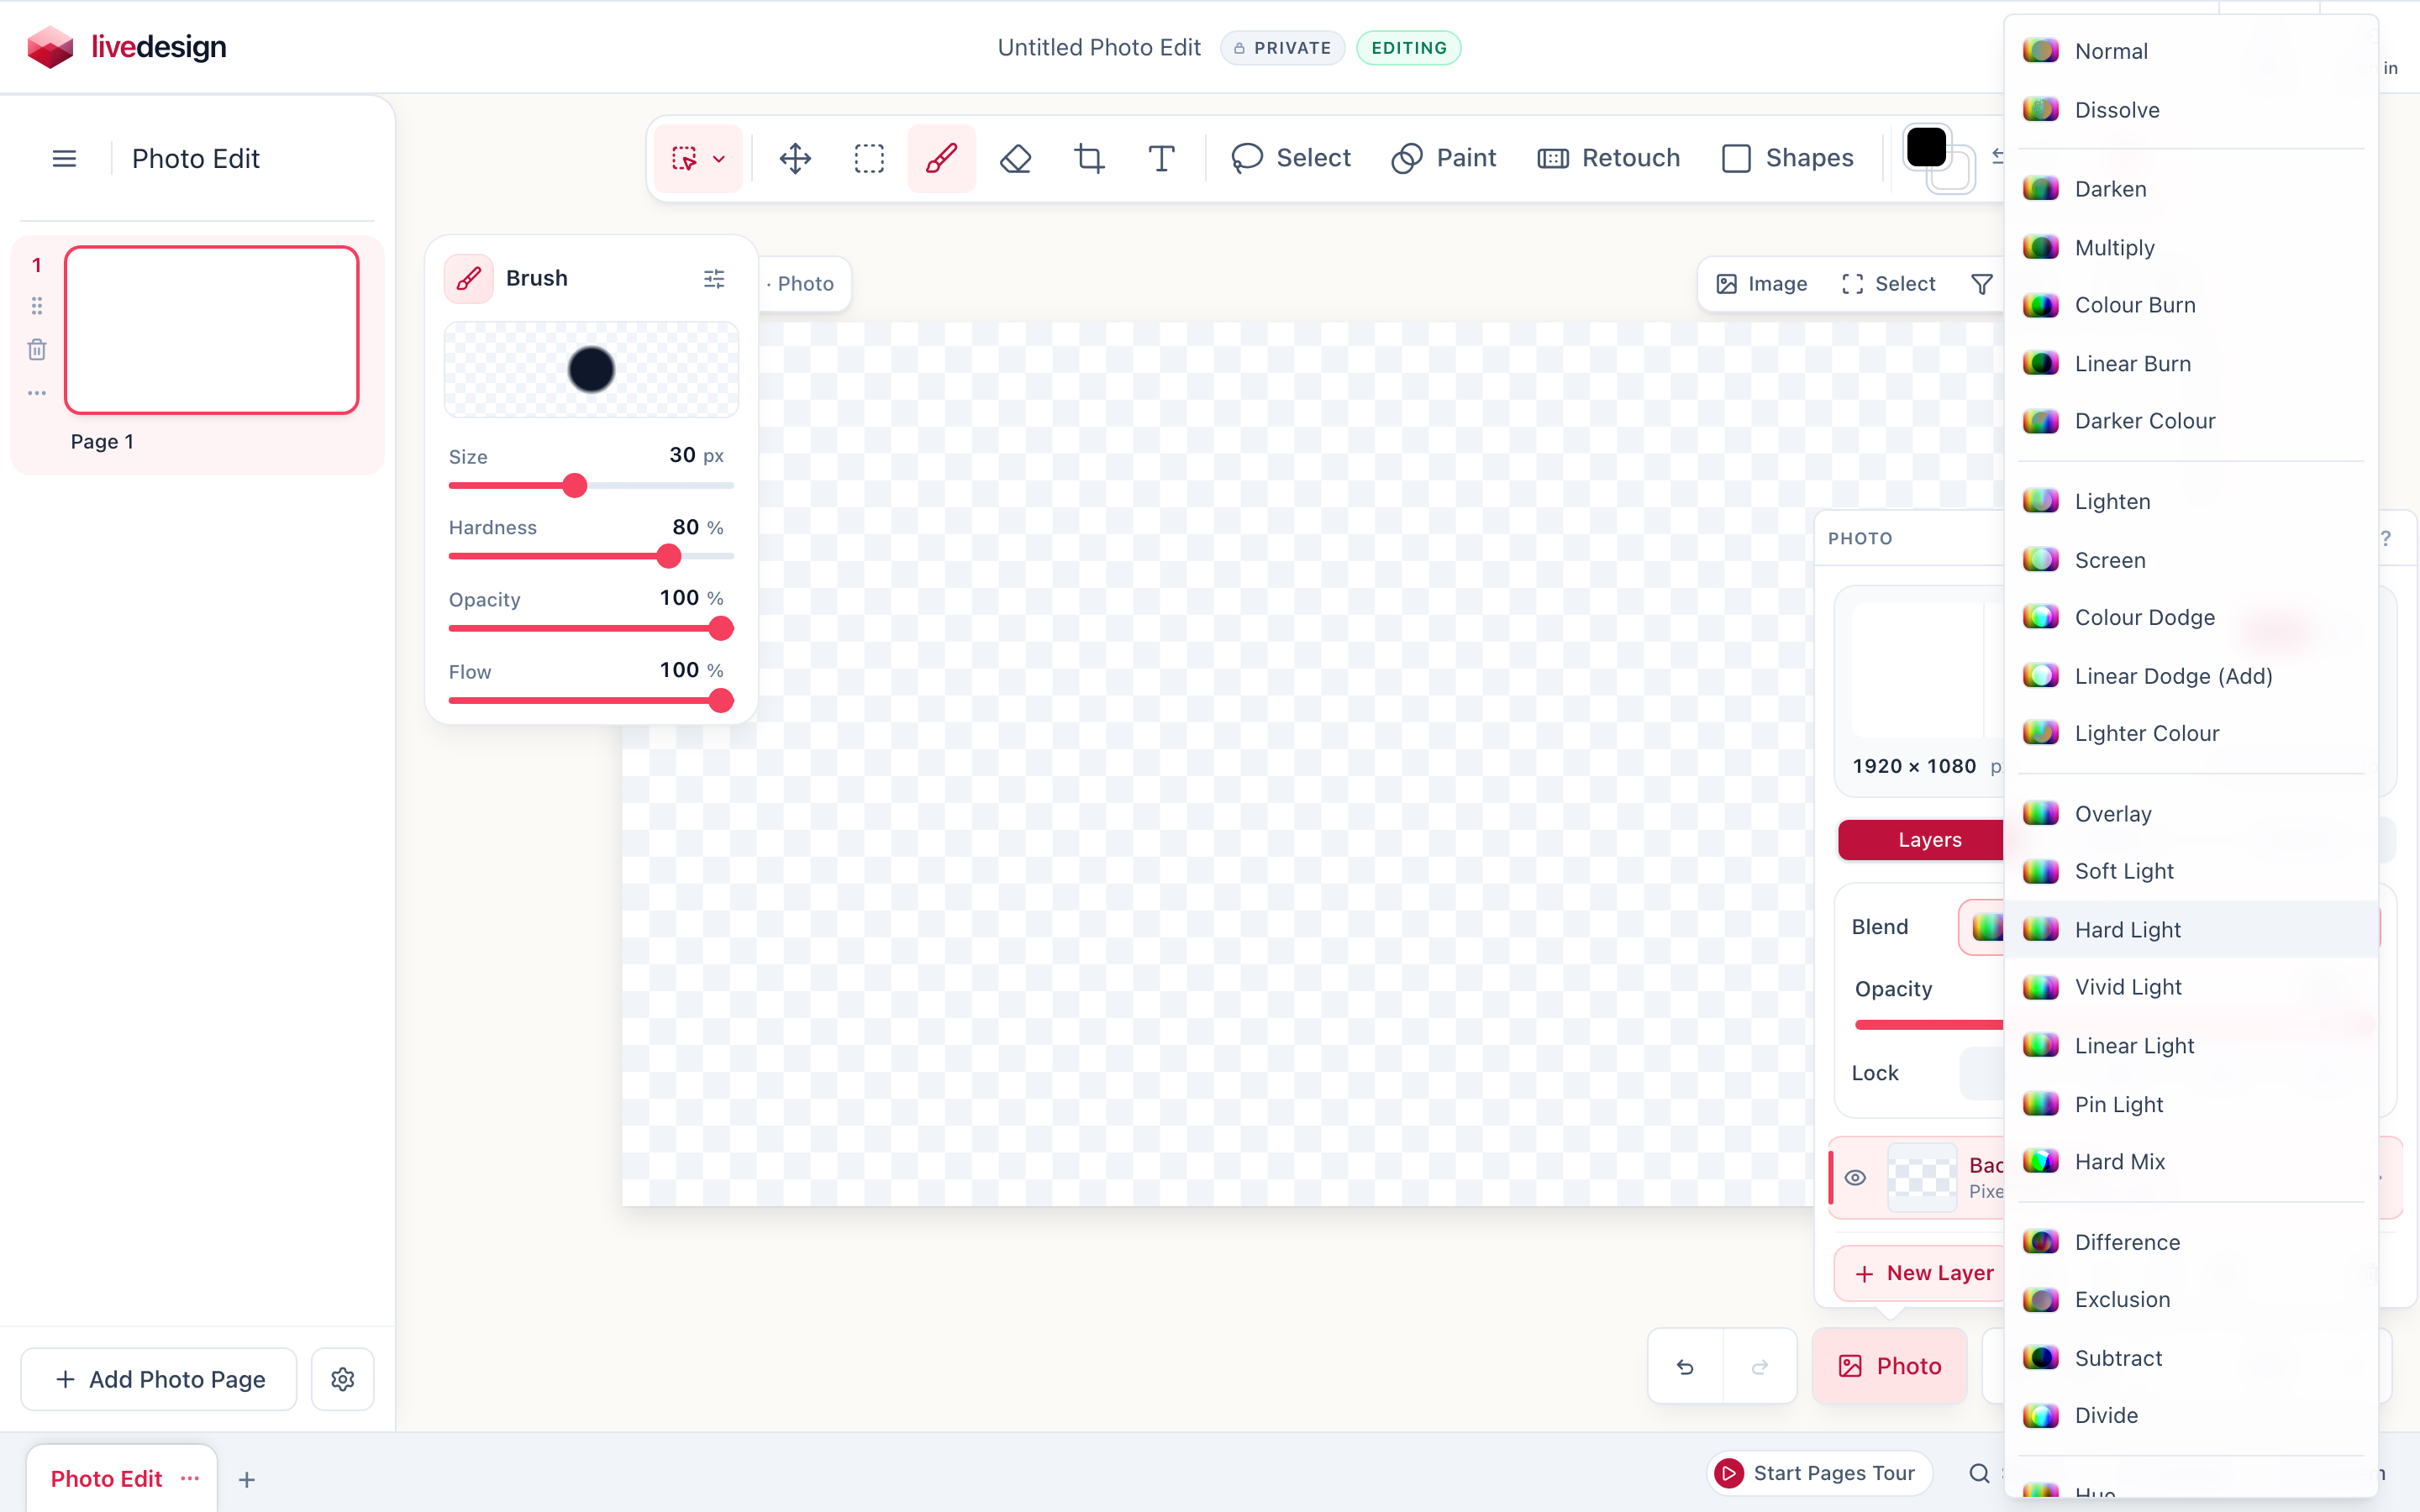 livedesign
Untitled Photo Edit
PRIVATE
EDITING
in
Photo Edit
Select
Paint
Retouch
Shapes
1
Page 1
Brush
Size
30 px
Hardness
80 %
Opacity
100 %
Flow
100 %
· Photo
Image
Select
PHOTO
?
1920 × 1080
Layers
Blend
Opacity
Lock
New Layer
Normal
Dissolve
Darken
Multiply
Colour Burn
Linear Burn
Darker Colour
Lighten
Screen
Colour Dodge
Linear Dodge (Add)
Lighter Colour
Overlay
Soft Light
Hard Light
Vivid Light
Linear Light
Pin Light
Hard Mix
Difference
Exclusion
Subtract
Divide
Hue
Photo
Add Photo Page
Photo Edit
Start Pages Tour